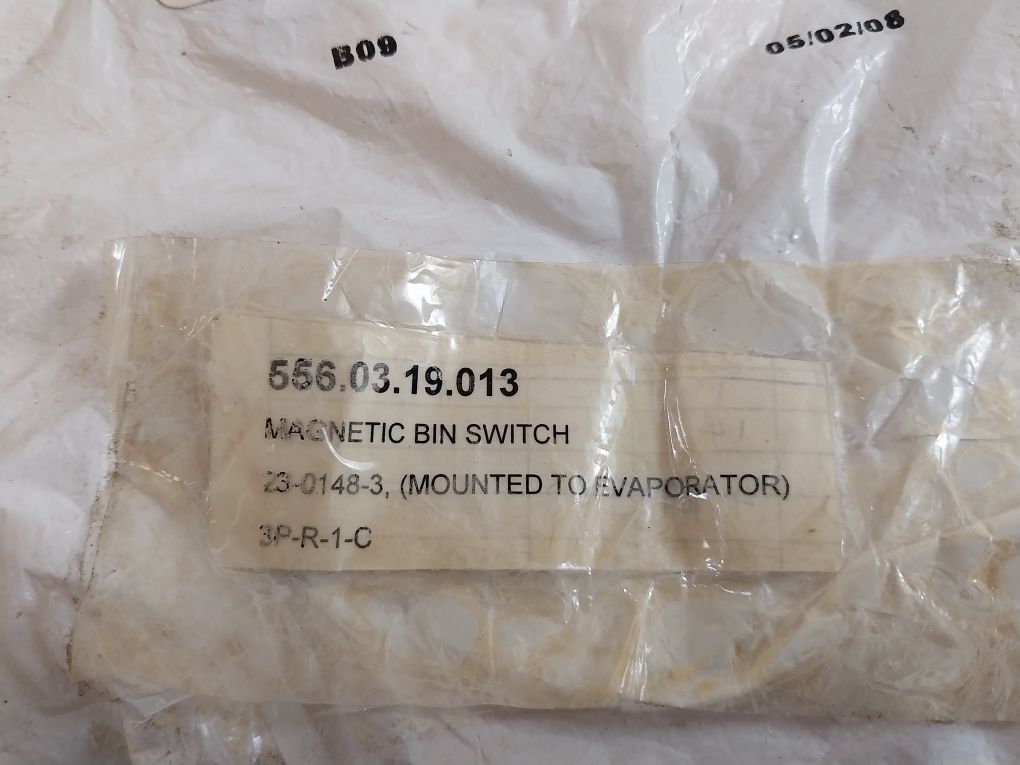 B09 05/02/08
556.03.19.013
MAGNETIC BIN SWITCH
23-0148-3, (MOUNTED TO EVAPORATOR)
3P-R-1-C